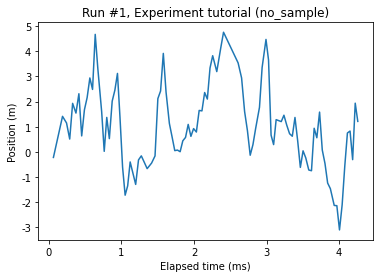 Run #1, Experiment tutorial (no_sample)
5
4
3
2
1
0
-1
-2
-3
Position (m)
0 1 2 3 4
Elapsed time (ms)